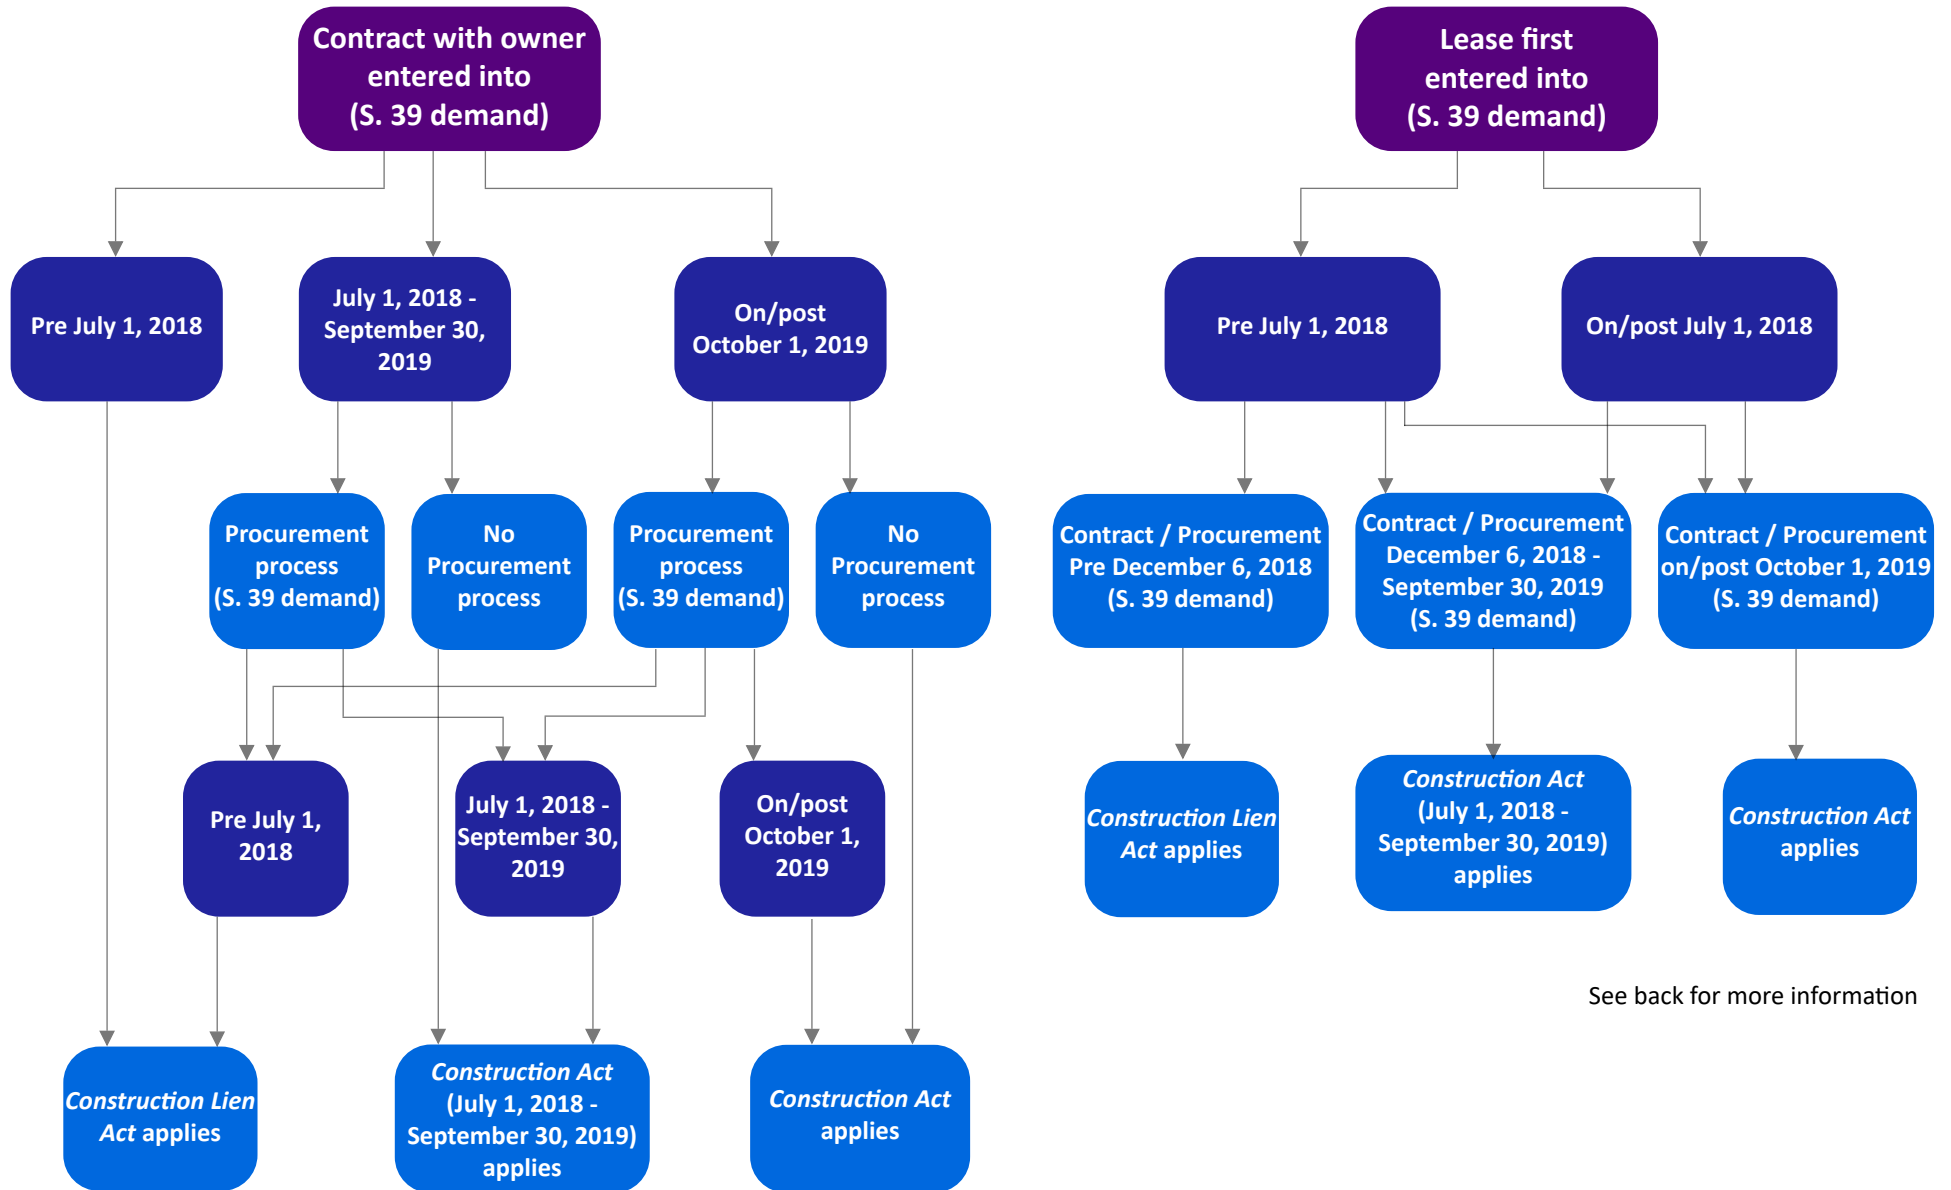 Contract with owner
entered into
(S. 39 demand)
Lease first
entered into
(S. 39 demand)
Pre July 1, 2018
July 1, 2018 -
September 30,
2019
On/post
October 1, 2019
Pre July 1, 2018
On/post July 1, 2018
Procurement
process
(S. 39 demand)
No
Procurement
process
Procurement
process
(S. 39 demand)
No
Procurement
process
Contract / Procurement
Pre December 6, 2018
(S. 39 demand)
Contract / Procurement
December 6, 2018 -
September 30, 2019
(S. 39 demand)
Contract / Procurement
on/post October 1, 2019
(S. 39 demand)
Pre July 1,
2018
July 1, 2018 -
September 30,
2019
On/post
October 1,
2019
Construction Lien
Act applies
Construction Act
(July 1, 2018 -
September 30, 2019)
applies
Construction Act
applies
See back for more information
Construction Lien
Act applies
Construction Act
(July 1, 2018 -
September 30, 2019)
applies
Construction Act
applies